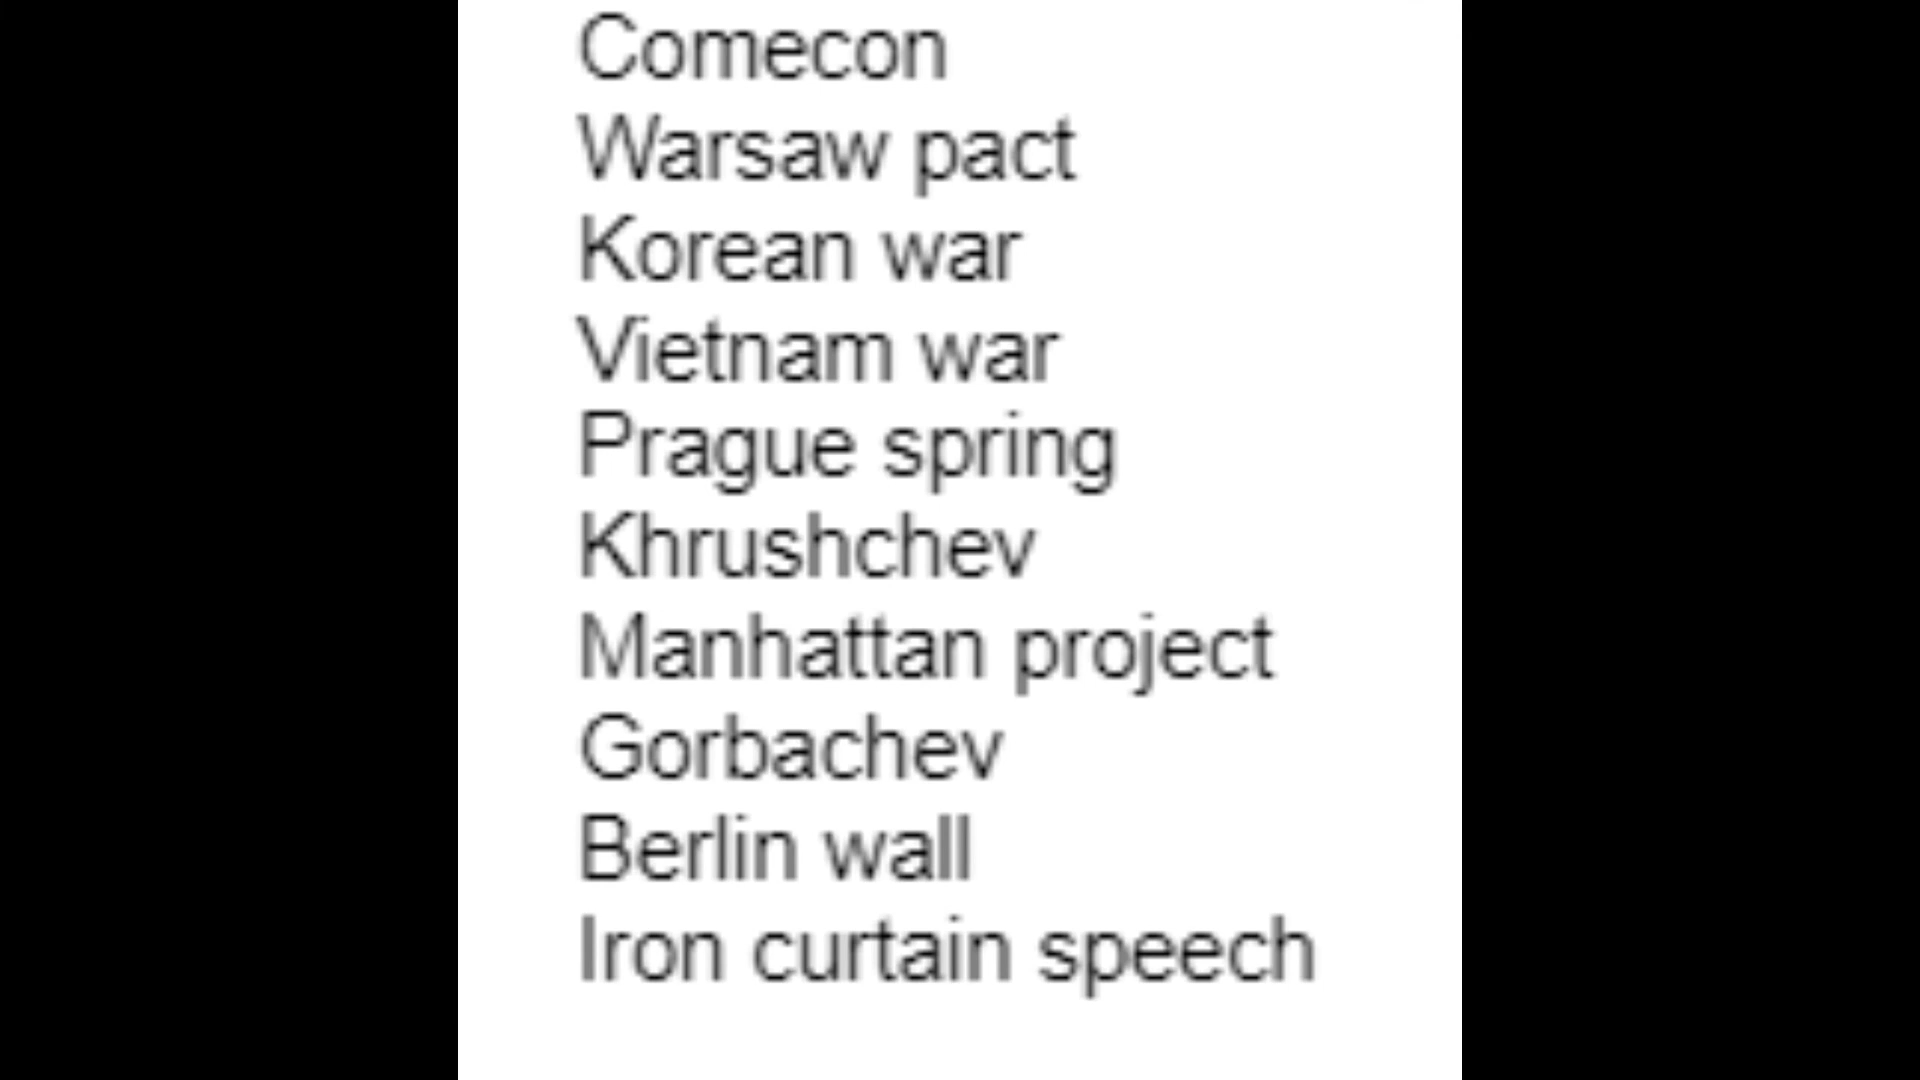 Comecon
Warsaw pact
Korean war
Vietnam war
Prague spring
Khrushchev
Manhattan project
Gorbachev
Berlin wall
Iron curtain speech